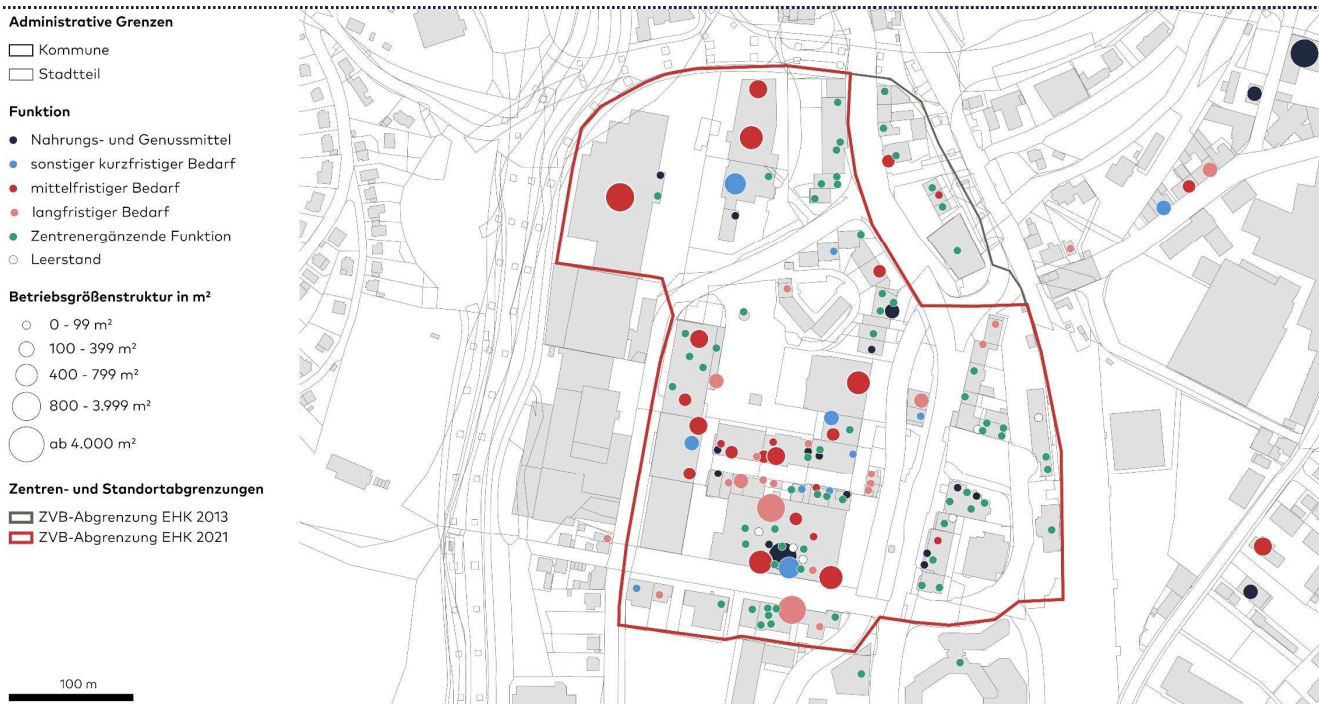 Administrative Grenzen
Kommune
Stadtteil
Funktion
Nahrungs- und Genussmittel
sonstiger kurzfristiger Bedarf
mittelfristiger Bedarf
langfristiger Bedarf
Zentrenergänzende Funktion
Leerstand
Betriebsgrößenstruktur in m²
0 - 99 m²
100 - 399 m²
400 - 799 m²
800 - 3.999 m²
ab 4.000 m²
Zentren- und Standortabgrenzungen
ZVB-Abgrenzung EHK 2013
ZVB-Abgrenzung EHK 2021
100 m